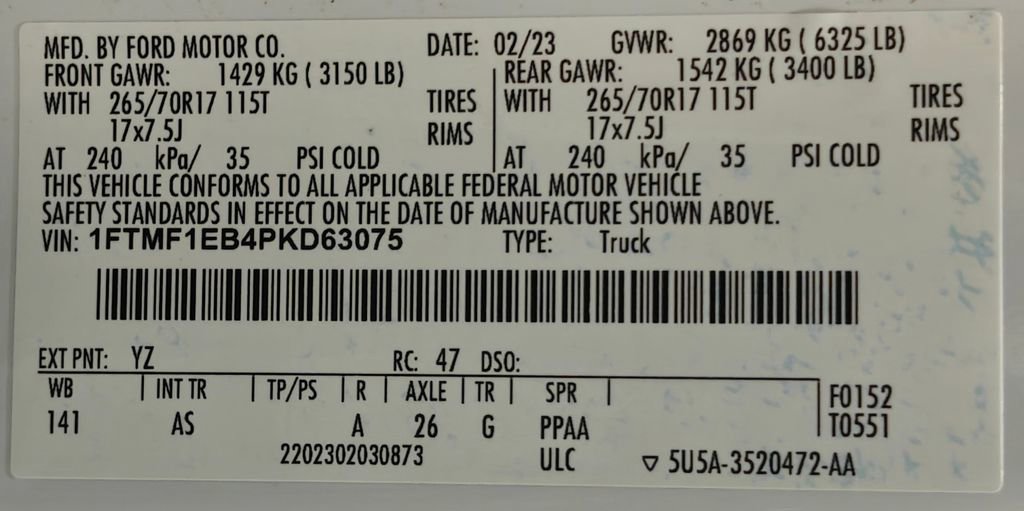 MFD. BY FORD MOTOR CO. DATE: 02/23 GVWR: 2869 KG ( 6325 LB)
FRONT GAWR: 1429 KG ( 3150 LB) REAR GAWR: 1542 KG ( 3400 LB)
WITH 265/70R17 115T TIRES WITH 265/70R17 115T TIRES
17x7.5J RIMS 17x7.5J RIMS
AT 240 kPa/ 35 PSI COLD AT 240 kPa/ 35 PSI COLD
THIS VEHICLE CONFORMS TO ALL APPLICABLE FEDERAL MOTOR VEHICLE
SAFETY STANDARDS IN EFFECT ON THE DATE OF MANUFACTURE SHOWN ABOVE.
VIN: 1FTMF1EB4PKD63075 TYPE: Truck
EXT PNT: YZ RC: 47 DSO:
WB | INT TR | TP/PS | R | AXLE | TR | SPR | F0152
141 AS A 26 G PPAA T0551
2202302030873 ULC ▽ 5U5A-3520472-AA